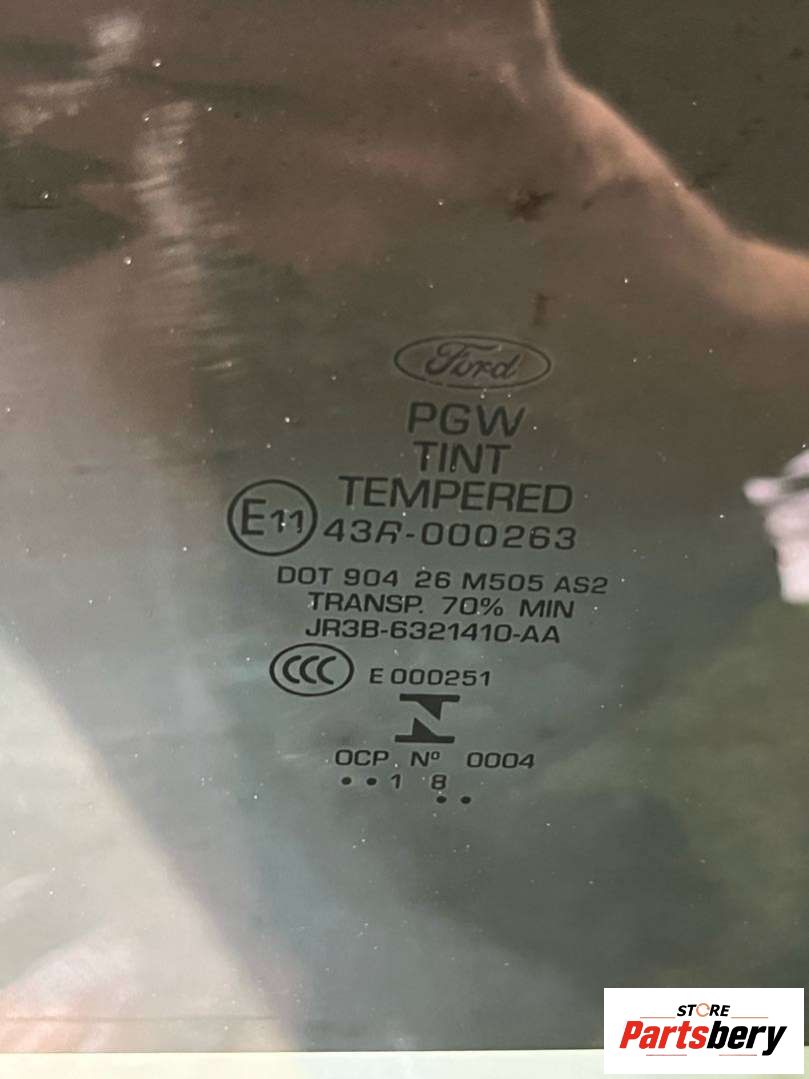 Ford
PGW
TINT
TEMPERED
E11 43R-000263
DOT 904 26 M505 AS2
TRANSP. 70% MIN
JR3B-6321410-AA
CCC E 000251
OCP Nº 0004
• • 1 8
• •
STORE
Partsbery